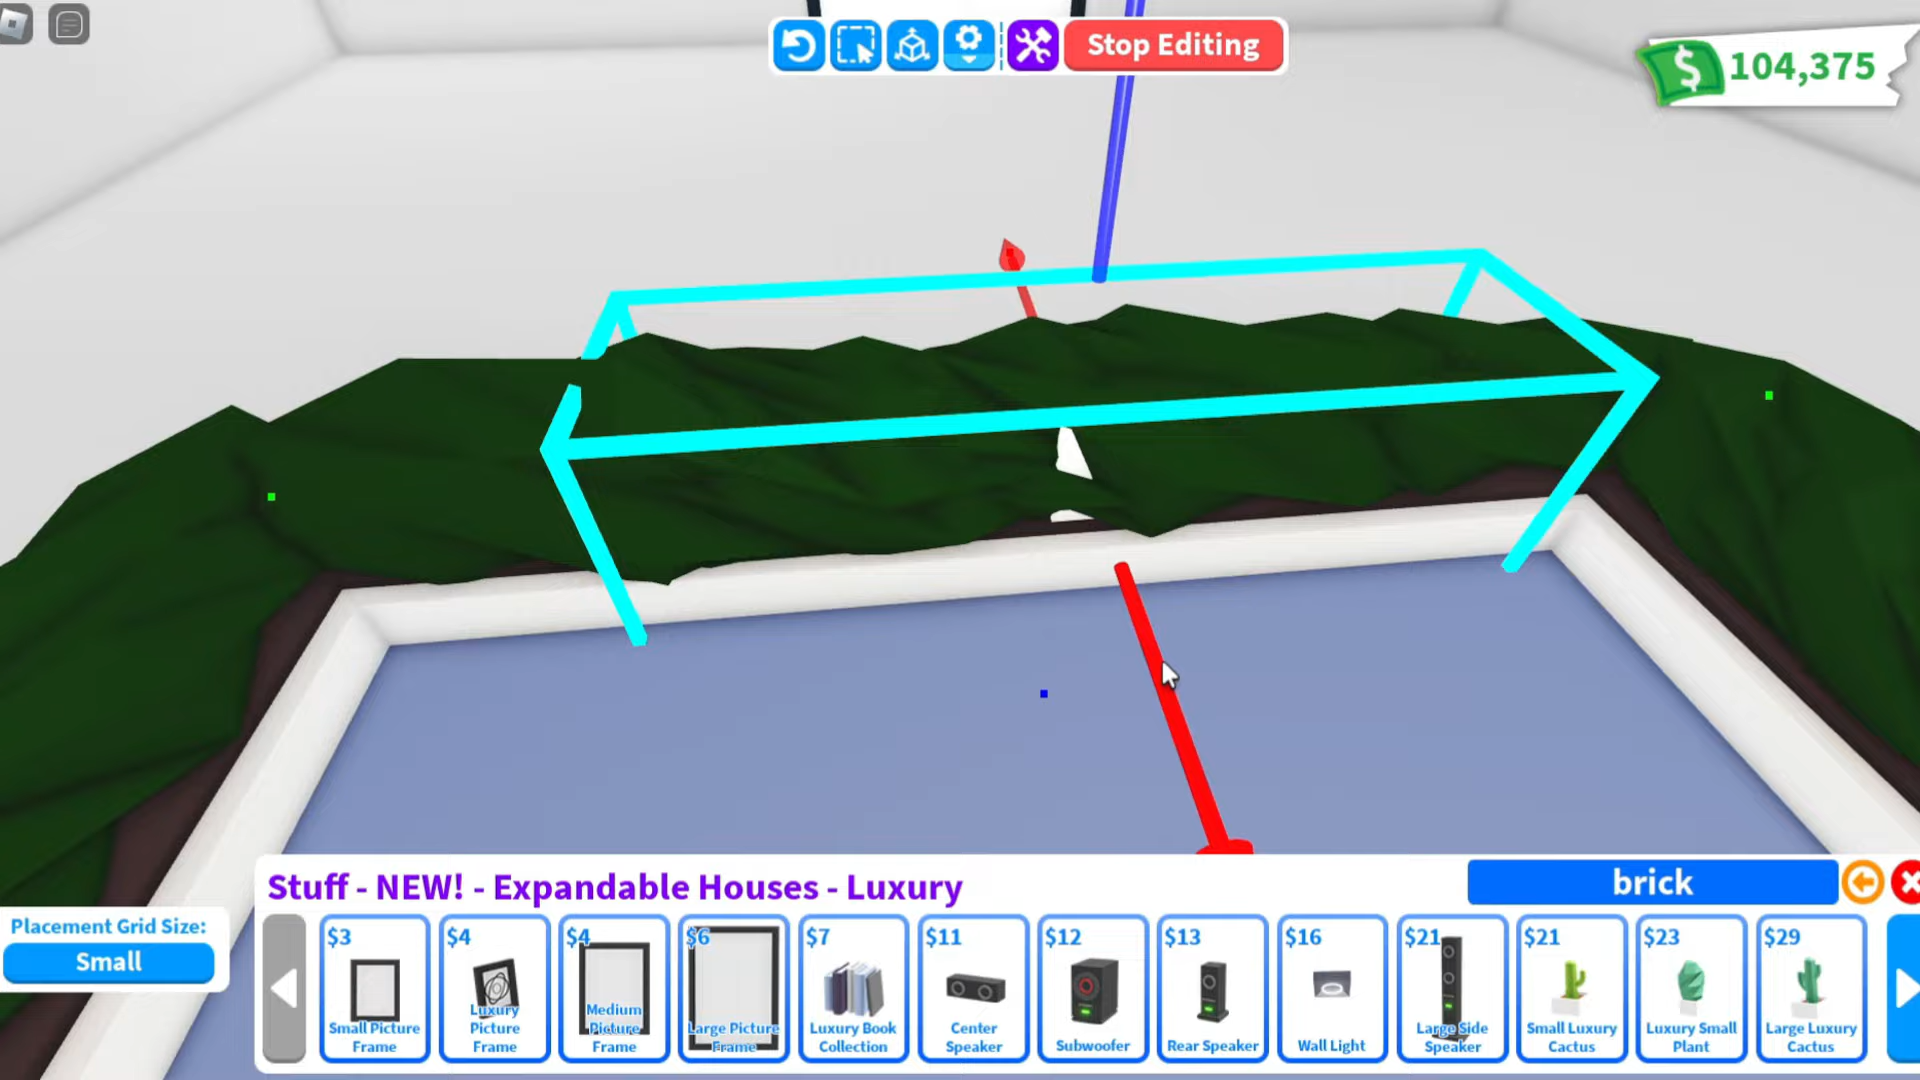 Stop Editing
104,375
Stuff - NEW! - Expandable Houses - Luxury
brick
Placement Grid Size:
Small
$3
Small Picture
Frame
$4
Luxury
Picture
Frame
$4
Medium
Picture
Frame
$6
Large Picture
Frame
$7
Luxury Book
Collection
$11
Center
Speaker
$12
Subwoofer
$13
Rear Speaker
$16
Wall Light
$21
Large Side
Speaker
$21
Small Luxury
Cactus
$23
Luxury Small
Plant
$29
Large Luxury
Cactus